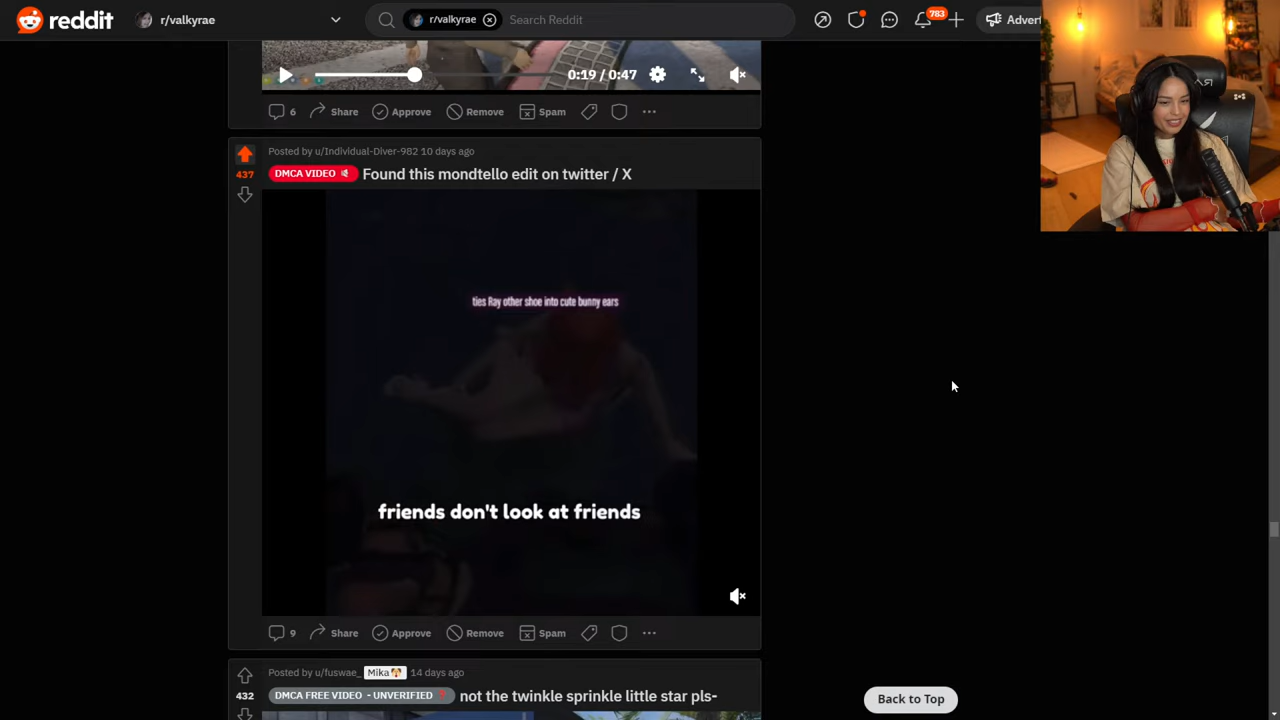 reddit
r/valkyrae
r/valkyrae
Search Reddit
783
Advert
0:19 / 0:47
6
Share
Approve
Remove
Spam
Posted by u/Individual-Diver-982 10 days ago
437
DMCA VIDEO
Found this mondtello edit on twitter / X
ties Ray other shoe into cute bunny ears
friends don't look at friends
9
Share
Approve
Remove
Spam
Posted by u/fuswae_ Mika 14 days ago
432
DMCA FREE VIDEO - UNVERIFIED
not the twinkle sprinkle little star pls-
Back to Top